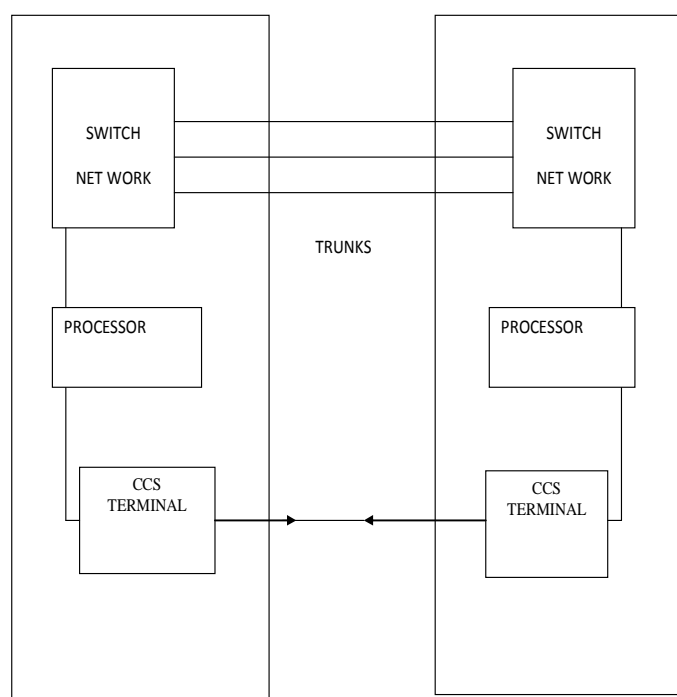 SWITCH
NET WORK
SWITCH
NET WORK
TRUNKS
PROCESSOR
PROCESSOR
CCS
TERMINAL
CCS
TERMINAL